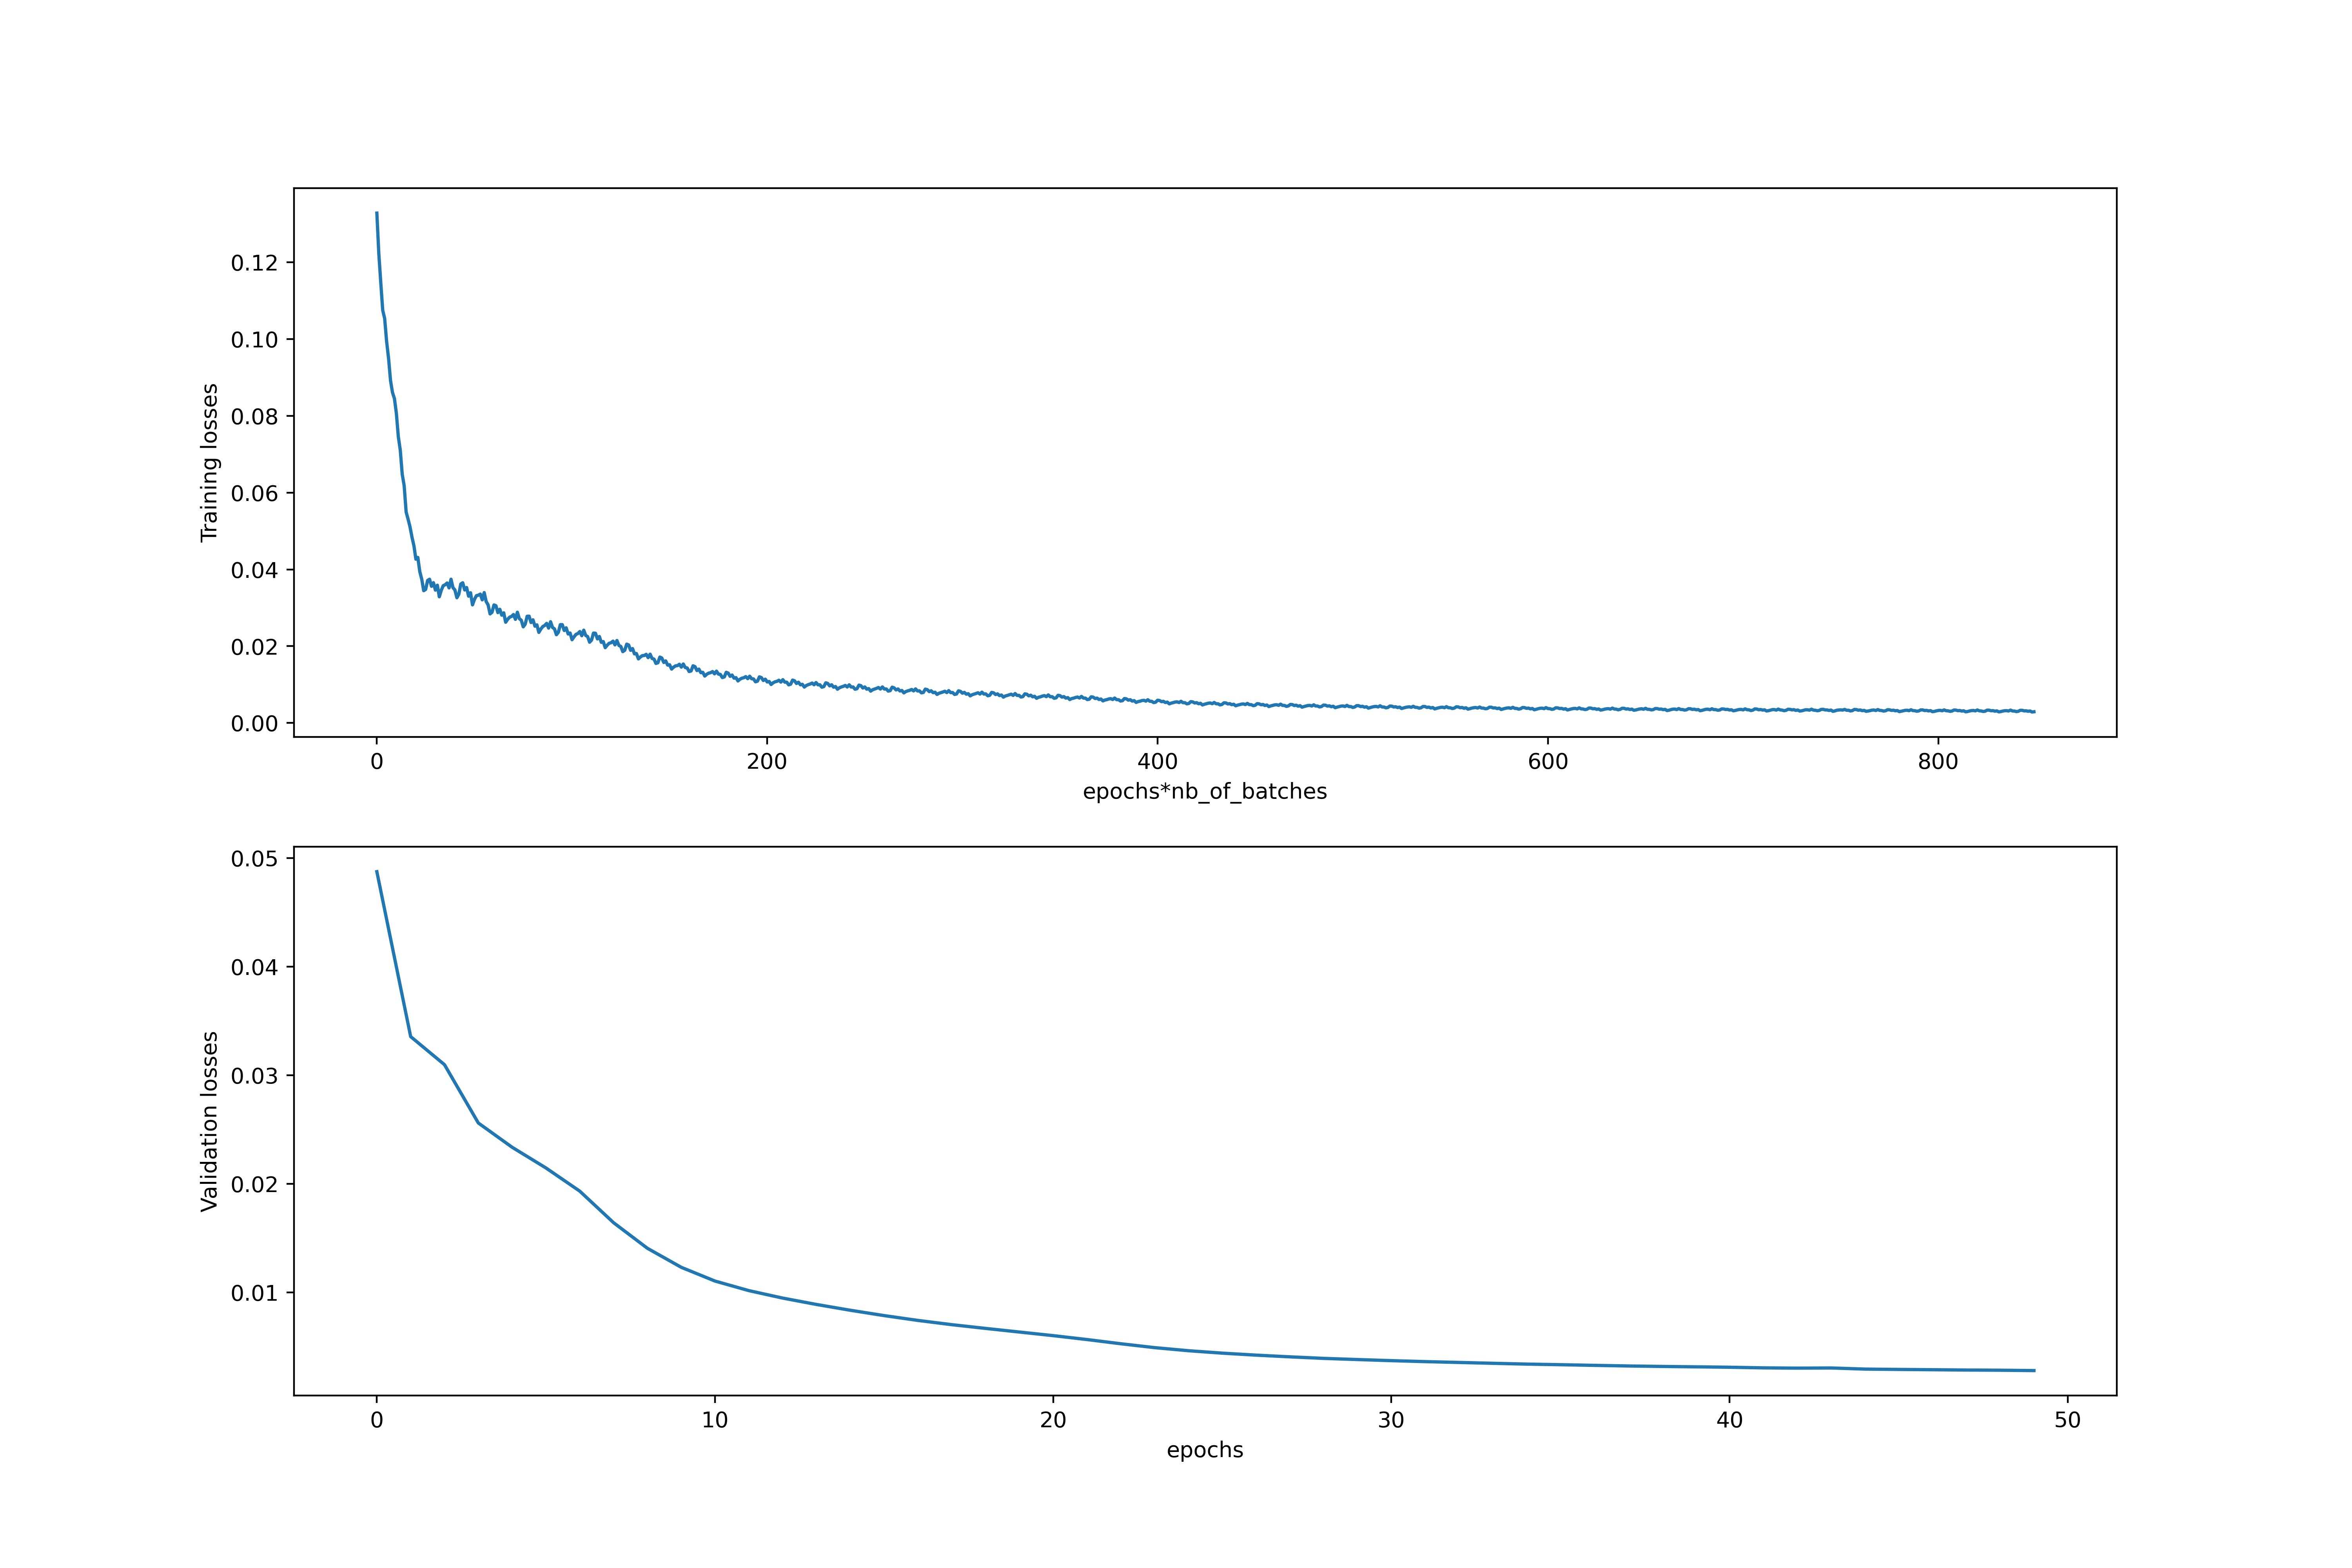 0.12
0.10
0.08
0.06
0.04
0.02
0.00
Training losses
0 200 400 600 800
epochs*nb_of_batches
0.05
0.04
0.03
0.02
0.01
Validation losses
0 10 20 30 40 50
epochs